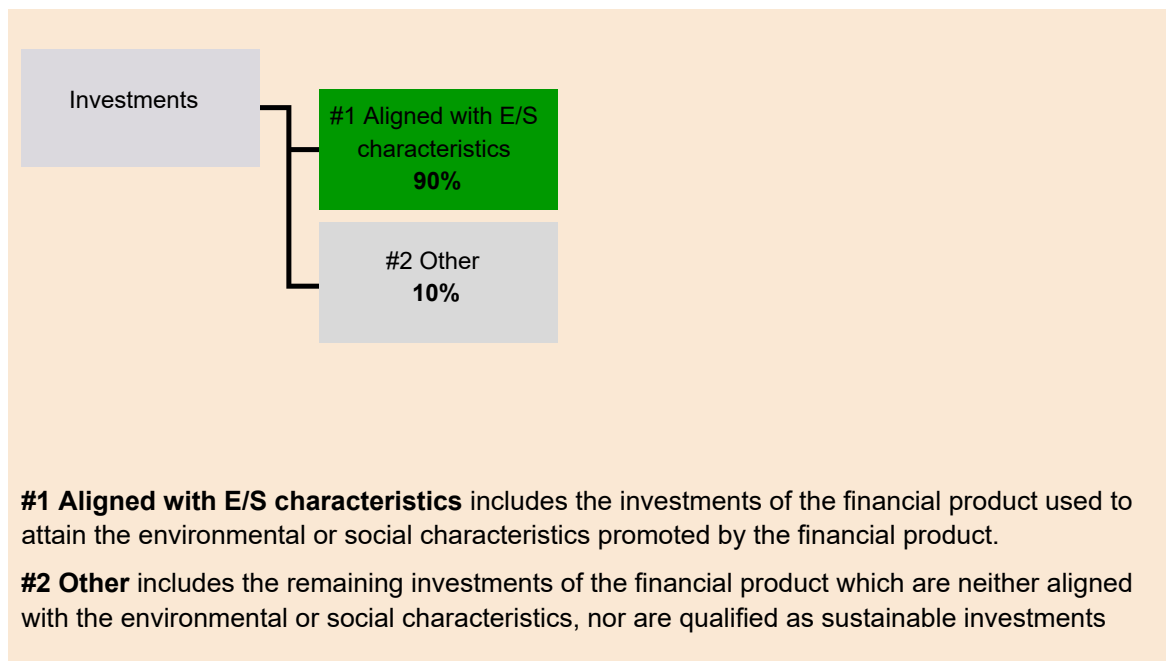 Investments
#1 Aligned with E/S
characteristics
90%
#2 Other
10%
#1 Aligned with E/S characteristics includes the investments of the financial product used to
attain the environmental or social characteristics promoted by the financial product.
#2 Other includes the remaining investments of the financial product which are neither aligned
with the environmental or social characteristics, nor are qualified as sustainable investments